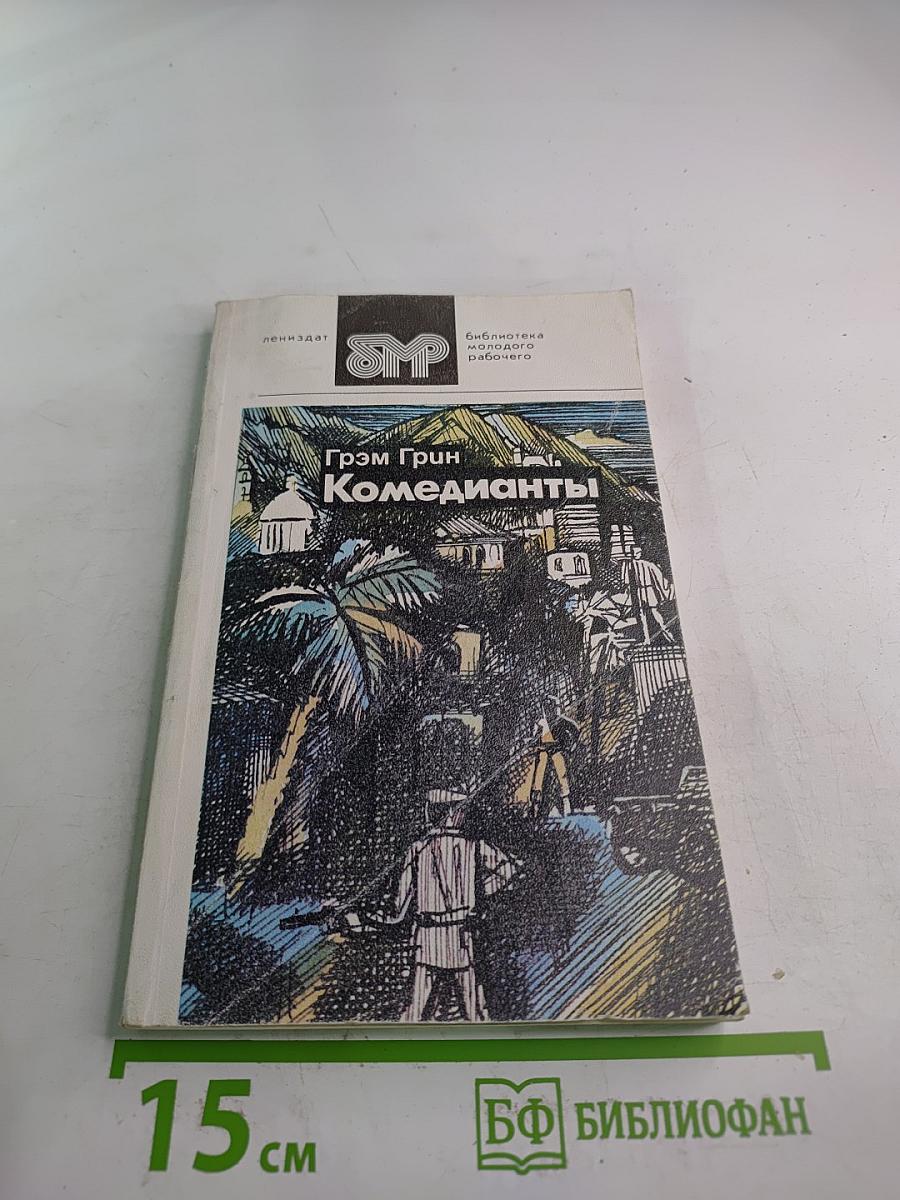 лениздат
бмр
библиотека
молодого
рабочего
Грэм Грин
Комедианты
15 см
БФ БИБЛИОФАН